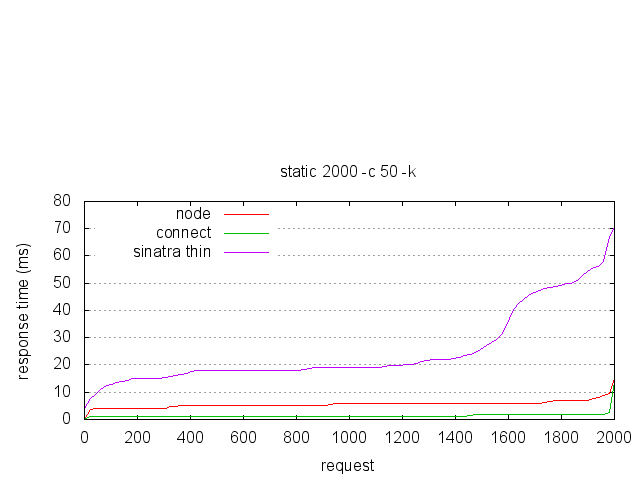 static 2000 -c 50 -k
node
connect
sinatra thin
response time (ms)
80
70
60
50
40
30
20
10
0
0 200 400 600 800 1000 1200 1400 1600 1800 2000
request